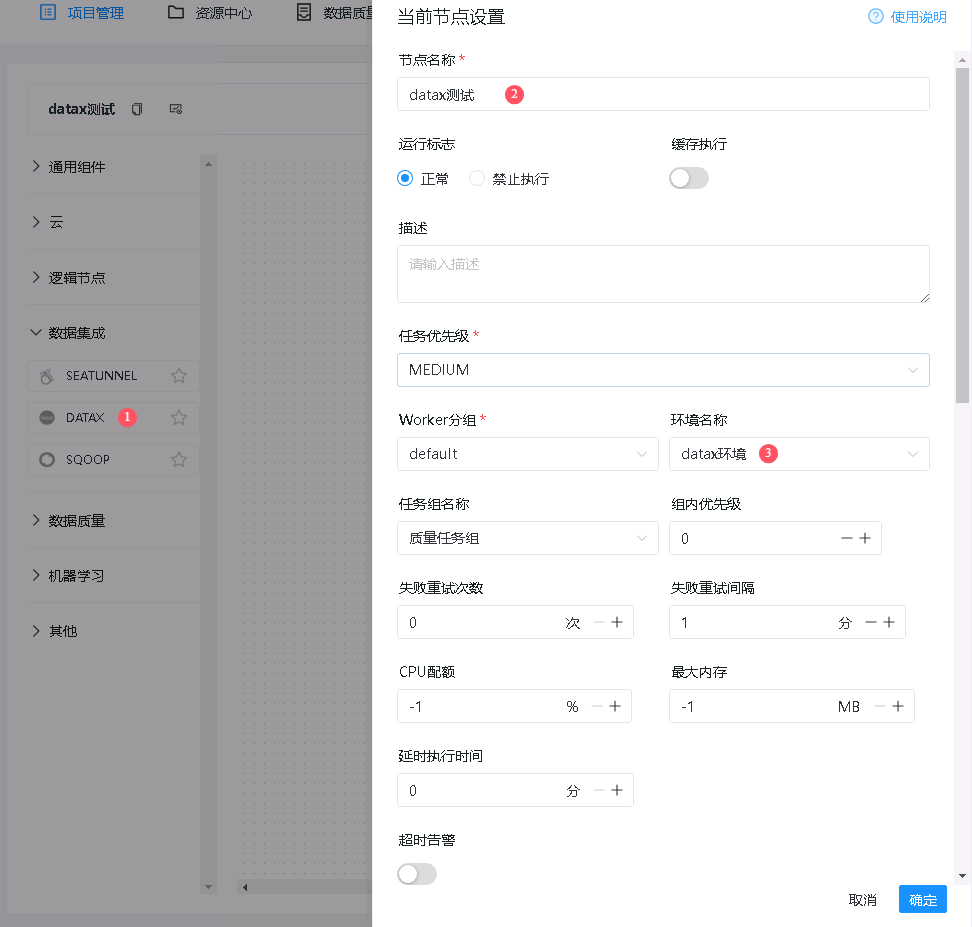 项目管理
资源中心
数据质量
datax测试
通用组件
云
逻辑节点
数据集成
SEATUNNEL
DATAX 1
SQOOP
数据质量
机器学习
其他
当前节点设置
使用说明
节点名称 *
datax测试 2
运行标志
缓存执行
正常 禁止执行
描述
请输入描述
任务优先级 *
MEDIUM
Worker分组 *
环境名称
default
datax环境 3
任务组名称
组内优先级
质量任务组
0
失败重试次数
失败重试间隔
0 次
1 分
CPU配额
最大内存
-1 %
-1 MB
延时执行时间
0 分
超时告警
取消
确定